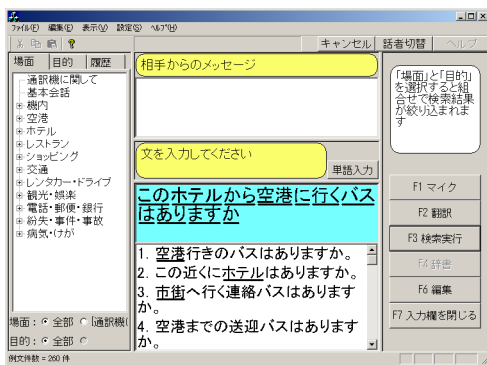 ファイル(F) 編集(E) 表示(V) 設定(S) ヘルプ(H)
キャンセル 話者切替 ヘルプ
場面 目的 履歴
通訳機に関して
基本会話
機内
空港
ホテル
レストラン
ショッピング
交通
レンタカー・ドライブ
観光・娯楽
電話・郵便・銀行
紛失・事件・事故
病気・けが
場面： 全部 通訳機(
目的： 全部
例文件数 = 260 件
相手からのメッセージ
文を入力してください
単語入力
このホテルから空港に行くバス
はありますか
1. 空港行きのバスはありますか。
2. この近くにホテルはありますか。
3. 市街へ行く連絡バスはあります
か。
4. 空港までの送迎バスはあります
か。
「場面」と「目的」
を選択すると組
合せで検索結果
が絞り込まれま
す
F1 マイク
F2 翻訳
F3 検索実行
F4 辞書
F6 編集
F7 入力欄を閉じる